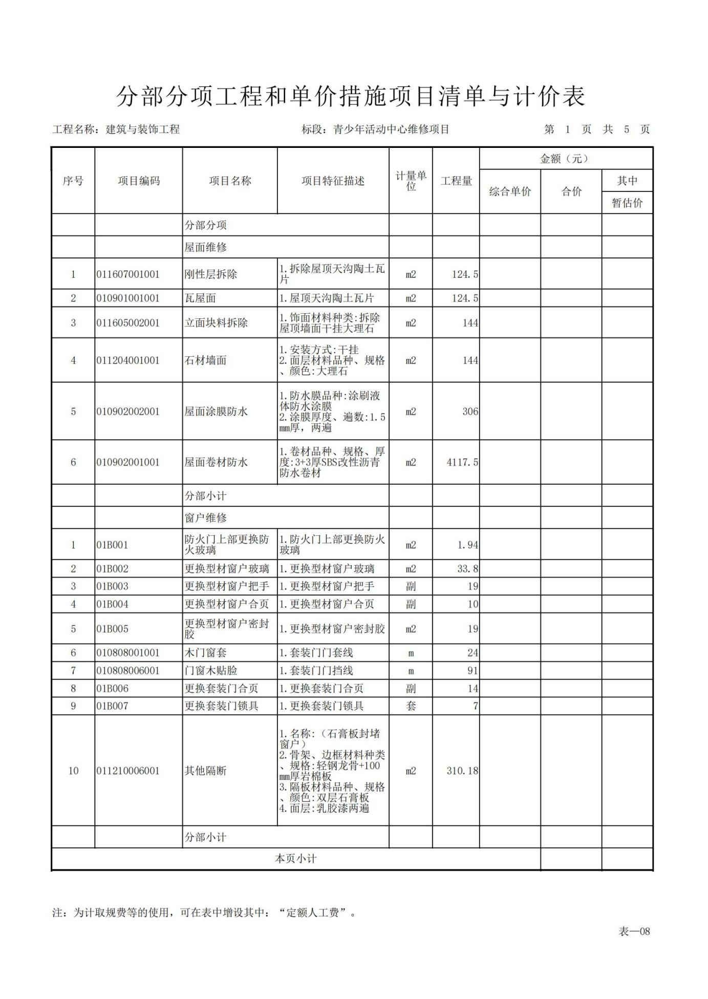 分部分项工程和单价措施项目清单与计价表
工程名称：建筑与装饰工程 标段：青少年活动中心维修项目 第 1 页 共 5 页
序号 项目编码 项目名称 项目特征描述 计量单位 工程量 金额（元）
综合单价 合价 其中
暂估价
分部分项
屋面维修
1 011607001001 刚性层拆除 1.拆除屋顶天沟陶土瓦
片 m2 124.5
2 010901001001 瓦屋面 1.屋顶天沟陶土瓦片 m2 124.5
3 011605002001 立面块料拆除 1.饰面材料种类:拆除
屋顶墙面干挂大理石 m2 144
4 011204001001 石材墙面 1.安装方式:干挂
2.面层材料品种、规格
、颜色:大理石 m2 144
5 010902002001 屋面涂膜防水 1.防水膜品种:涂刷液
体防水涂膜
2.涂膜厚度、遍数:1.5
mm厚，两遍 m2 306
6 010902001001 屋面卷材防水 1.卷材品种、规格、厚
度:3+3厚SBS改性沥青
防水卷材 m2 4117.5
分部小计
窗户维修
1 01B001 防火门上部更换防
火玻璃 1.防火门上部更换防火
玻璃 m2 1.94
2 01B002 更换型材窗户玻璃 1.更换型材窗户玻璃 m2 33.8
3 01B003 更换型材窗户把手 1.更换型材窗户把手 副 19
4 01B004 更换型材窗户合页 1.更换型材窗户合页 副 10
5 01B005 更换型材窗户密封
胶 1.更换型材窗户密封胶 m2 19
6 010808001001 木门窗套 1.套装门门套线 m 24
7 010808006001 门窗木贴脸 1.套装门门挡线 m 91
8 01B006 更换套装门合页 1.更换套装门合页 副 14
9 01B007 更换套装门锁具 1.更换套装门锁具 套 7
10 011210006001 其他隔断 1.名称:（石膏板封堵
窗户）
2.骨架、边框材料种类
、规格:轻钢龙骨+100
mm厚岩棉板
3.隔板材料品种、规格
、颜色:双层石膏板
4.面层:乳胶漆两遍 m2 310.18
分部小计
本页小计
注：为计取规费等的使用，可在表中增设其中：“定额人工费”。
表—08